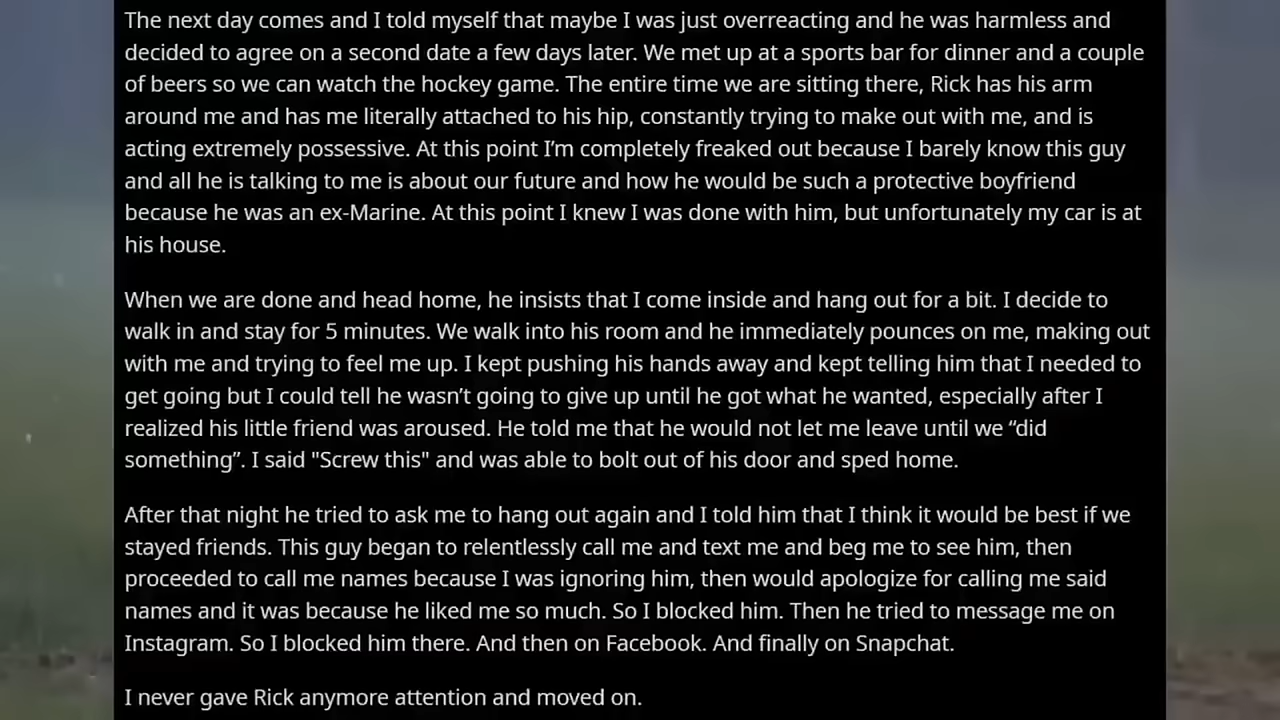 The next day comes and I told myself that maybe I was just overreacting and he was harmless and
decided to agree on a second date a few days later. We met up at a sports bar for dinner and a couple
of beers so we can watch the hockey game. The entire time we are sitting there, Rick has his arm
around me and has me literally attached to his hip, constantly trying to make out with me, and is
acting extremely possessive. At this point I’m completely freaked out because I barely know this guy
and all he is talking to me is about our future and how he would be such a protective boyfriend
because he was an ex-Marine. At this point I knew I was done with him, but unfortunately my car is at
his house.
When we are done and head home, he insists that I come inside and hang out for a bit. I decide to
walk in and stay for 5 minutes. We walk into his room and he immediately pounces on me, making out
with me and trying to feel me up. I kept pushing his hands away and kept telling him that I needed to
get going but I could tell he wasn’t going to give up until he got what he wanted, especially after I
realized his little friend was aroused. He told me that he would not let me leave until we “did
something”. I said "Screw this" and was able to bolt out of his door and sped home.
After that night he tried to ask me to hang out again and I told him that I think it would be best if we
stayed friends. This guy began to relentlessly call me and text me and beg me to see him, then
proceeded to call me names because I was ignoring him, then would apologize for calling me said
names and it was because he liked me so much. So I blocked him. Then he tried to message me on
Instagram. So I blocked him there. And then on Facebook. And finally on Snapchat.
I never gave Rick anymore attention and moved on.